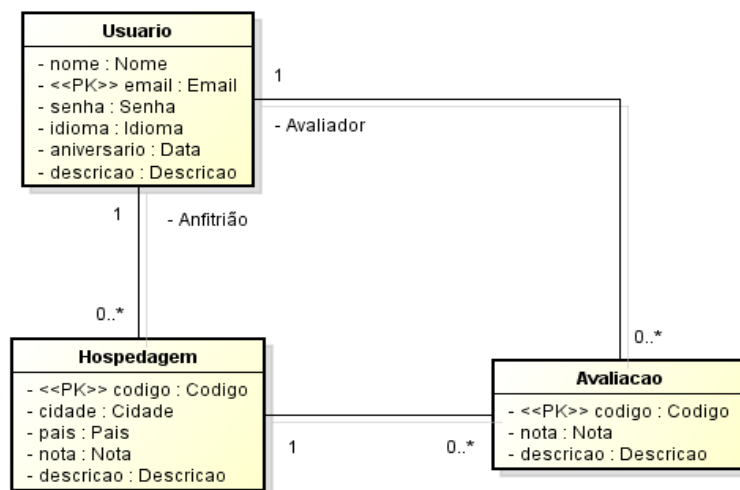 Usuario
- nome : Nome
- <<PK>> email : Email
- senha : Senha
- idioma : Idioma
- aniversario : Data
- descricao : Descricao
1
- Avaliador
1
- Anfitrião
0..*
0..*
Hospedagem
- <<PK>> codigo : Codigo
- cidade : Cidade
- pais : Pais
- nota : Nota
- descricao : Descricao
1
0..*
Avaliacao
- <<PK>> codigo : Codigo
- nota : Nota
- descricao : Descricao